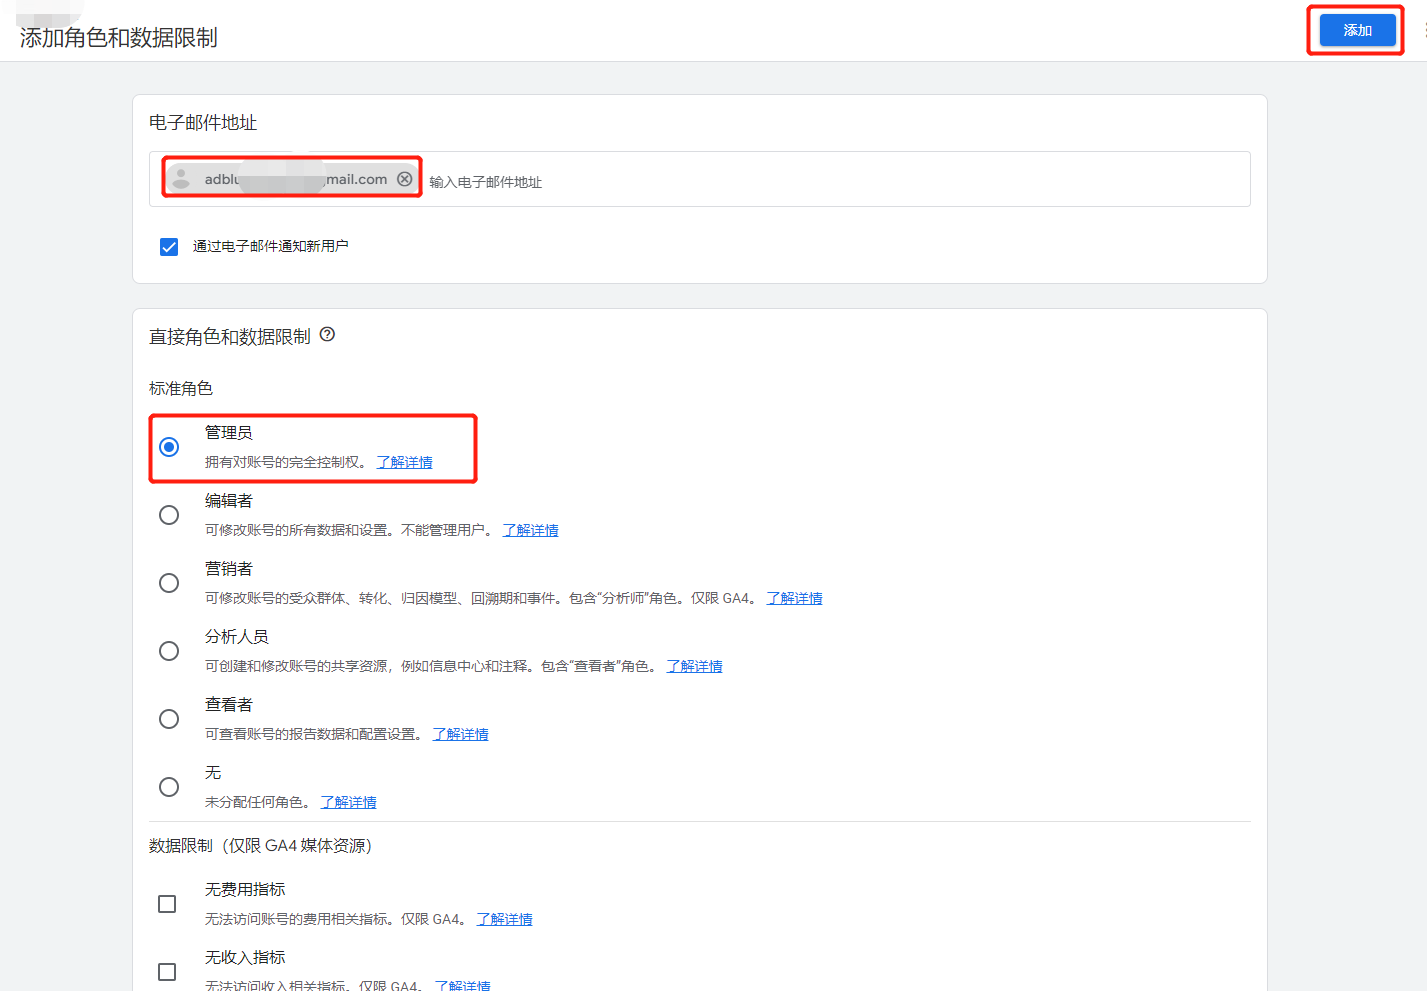 添加角色和数据限制
添加
电子邮件地址
adblu mail.com 输入电子邮件地址
通过电子邮件通知新用户
直接角色和数据限制
标准角色
管理员
拥有对账号的完全控制权。 了解详情
编辑者
可修改账号的所有数据和设置。不能管理用户。 了解详情
营销者
可修改账号的受众群体、转化、归因模型、回溯期和事件。包含“分析师”角色。仅限 GA4。 了解详情
分析人员
可创建和修改账号的共享资源，例如信息中心和注释。包含“查看者”角色。 了解详情
查看者
可查看账号的报告数据和配置设置。 了解详情
无
未分配任何角色。 了解详情
数据限制（仅限 GA4 媒体资源）
无费用指标
无法访问账号的费用相关指标。仅限 GA4。 了解详情
无收入指标
无法访问收入相关指标。仅限 GA4。 了解详情